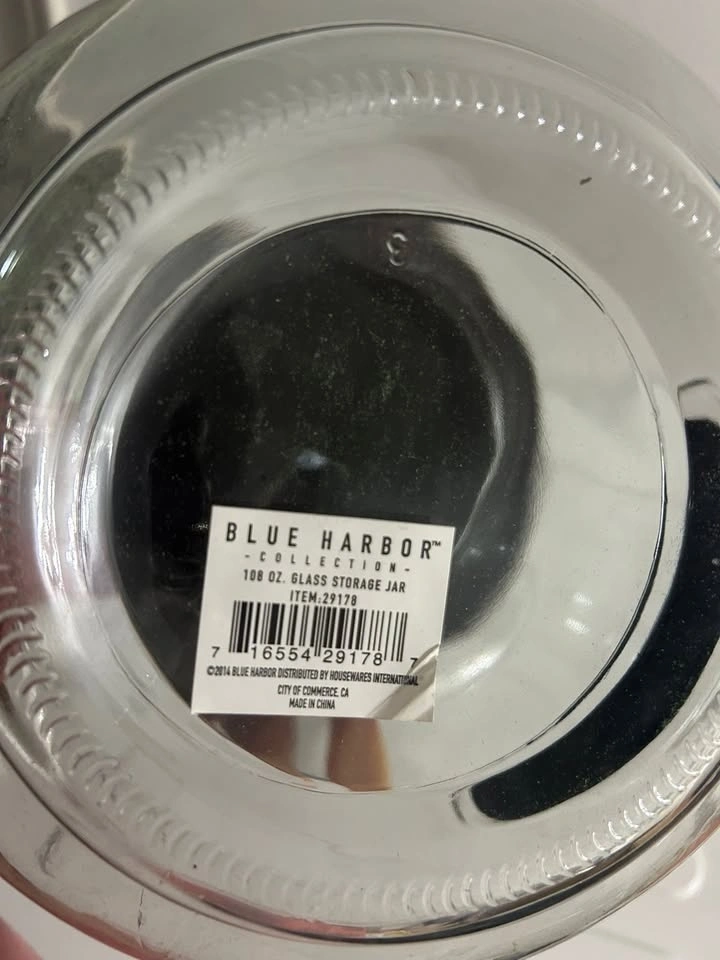 BLUE HARBOR™
- COLLECTION -
108 OZ. GLASS STORAGE JAR
ITEM:29178
7 16554 29178 7
©2014 BLUE HARBOR DISTRIBUTED BY HOUSEWARES INTERNATIONAL
CITY OF COMMERCE, CA
MADE IN CHINA